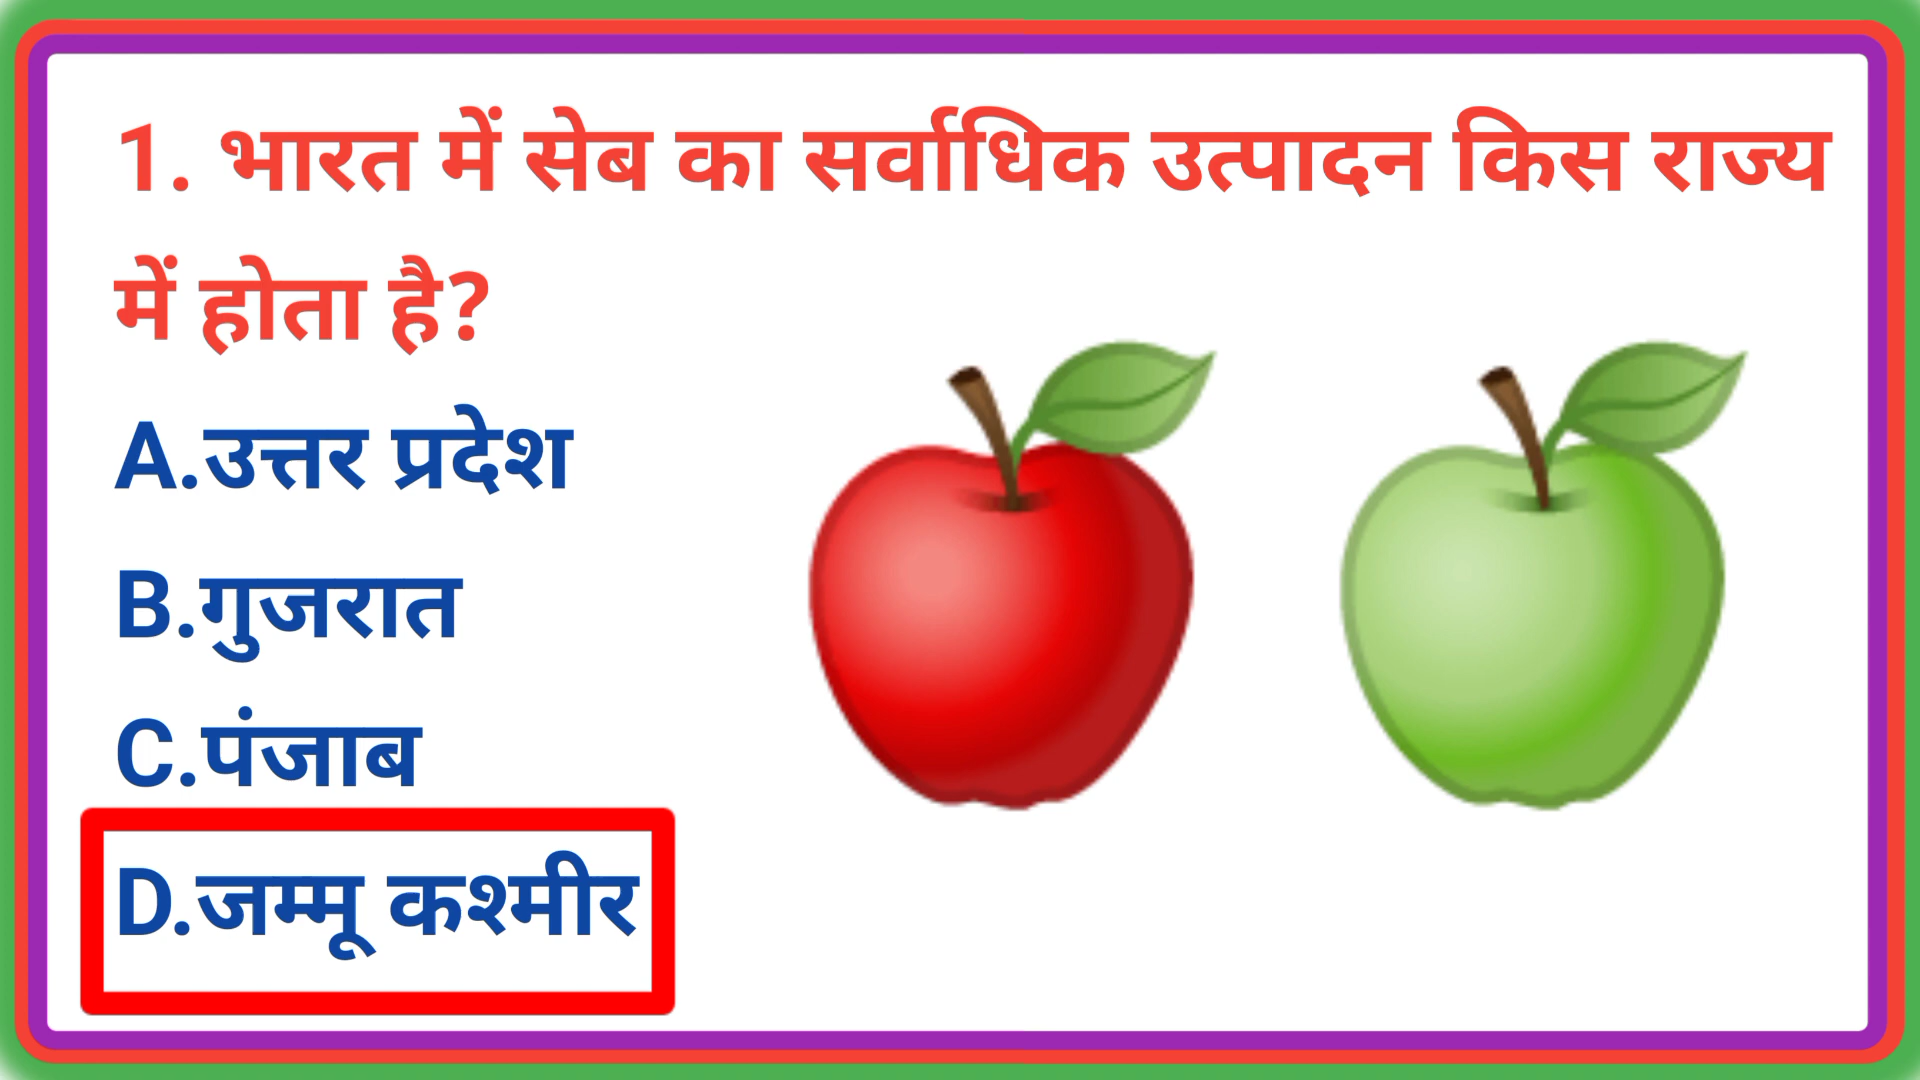 1. भारत में सेब का सर्वाधिक उत्पादन किस राज्य
में होता है?
A.उत्तर प्रदेश
B.गुजरात
C.पंजाब
D.जम्मू कश्मीर